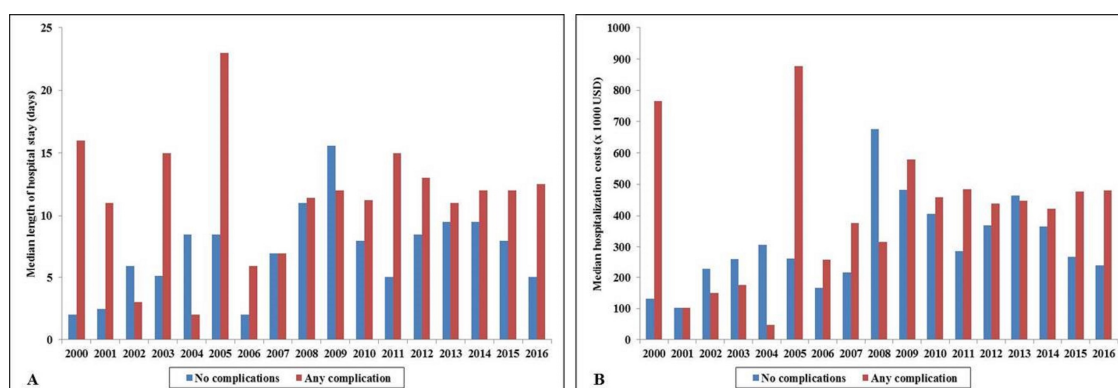 Median length of hospital stay (days)
25
20
15
10
5
0
2000 2001 2002 2003 2004 2005 2006 2007 2008 2009 2010 2011 2012 2013 2014 2015 2016
A
No complications Any complication
Median hospitalization costs (x 1000 USD)
1000
900
800
700
600
500
400
300
200
100
0
2000 2001 2002 2003 2004 2005 2006 2007 2008 2009 2010 2011 2012 2013 2014 2015 2016
B
No complications Any complication